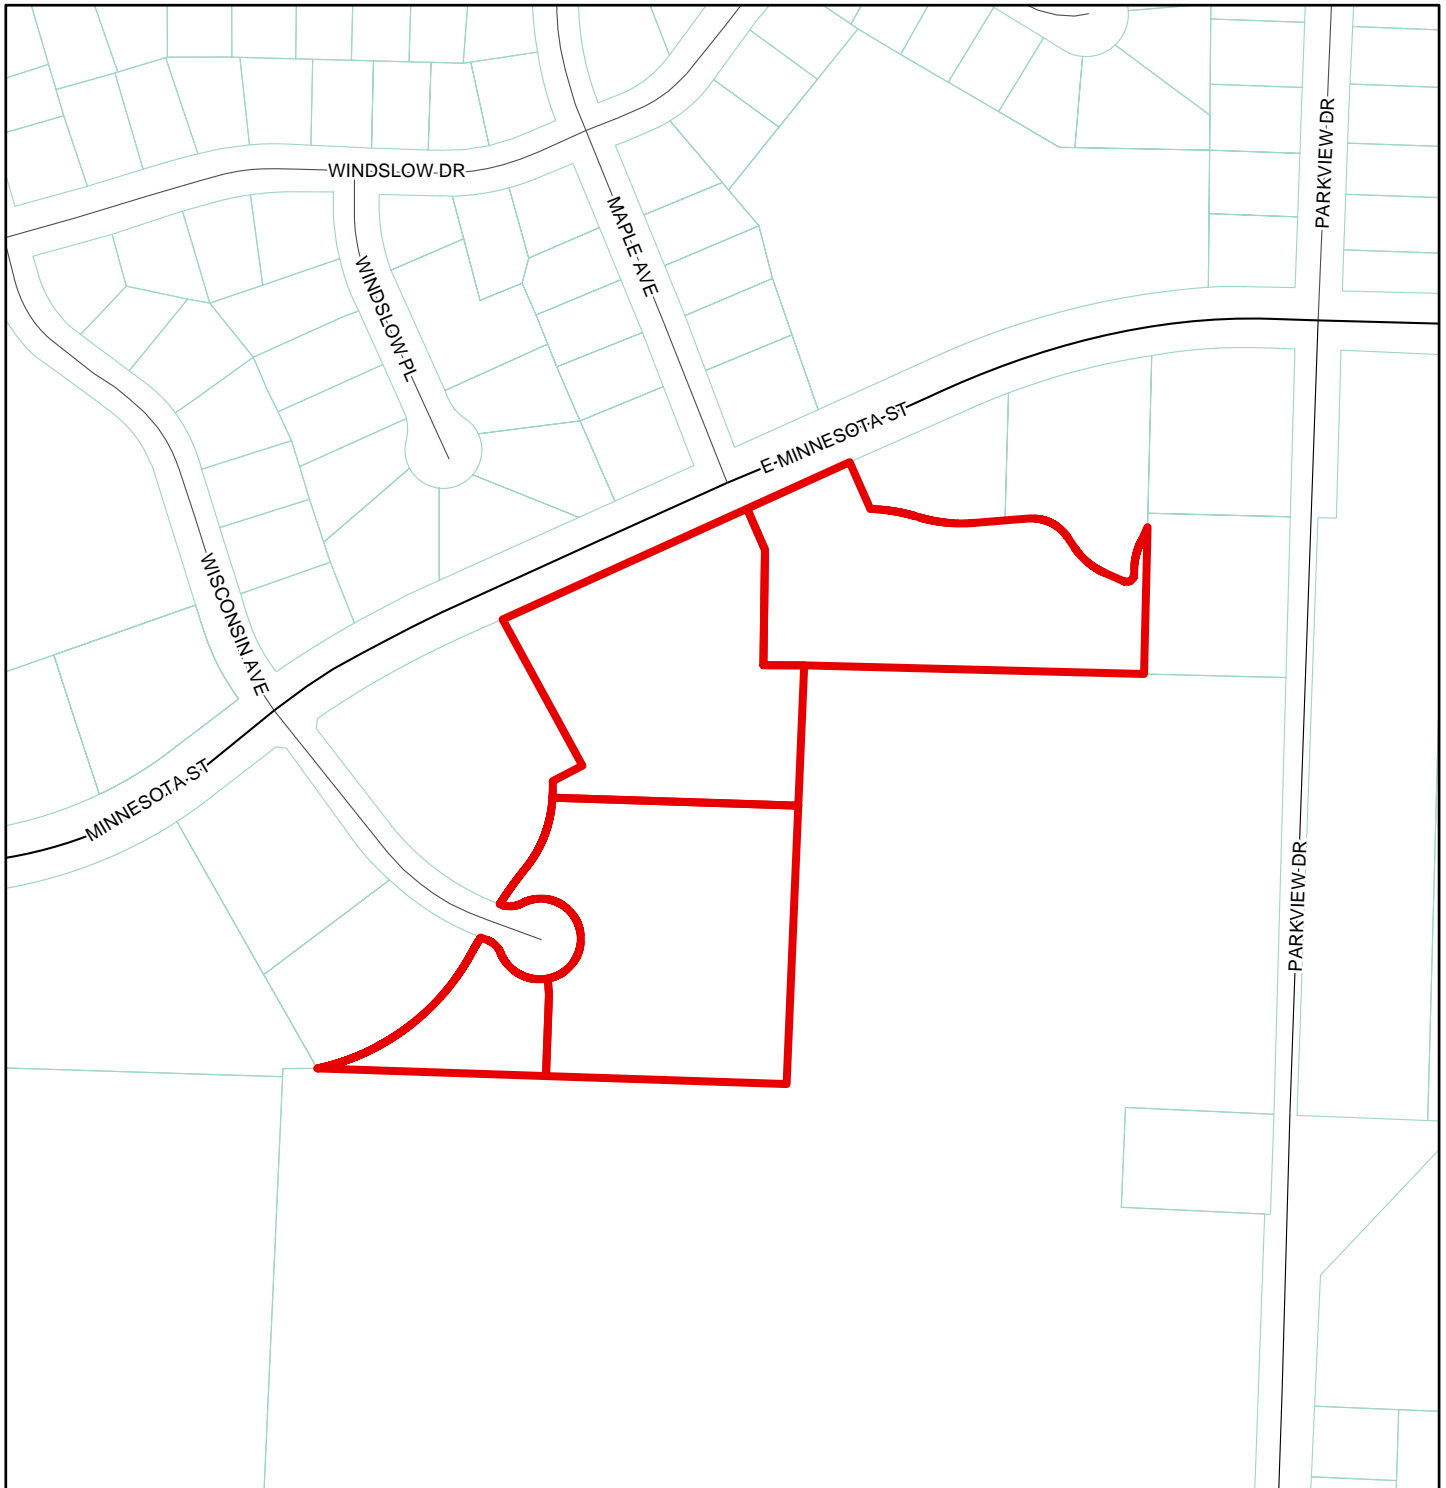 PARKVIEW DR
WINDSLOW DR
MAPLE AVE
WINDSLOW PL
E MINNESOTA ST
WISCONSIN AVE
MINNESOTA ST
PARKVIEW DR